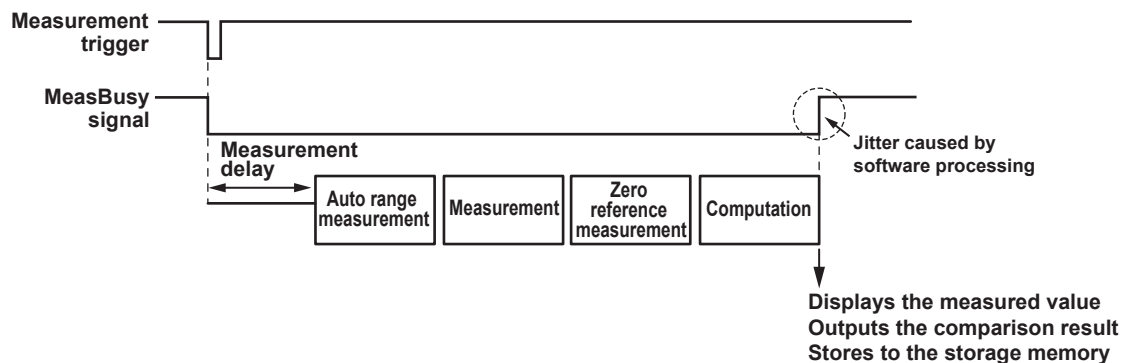 Measurement
trigger
MeasBusy
signal
Jitter caused by
software processing
Measurement
delay
Auto range
measurement
Measurement
Zero
reference
measurement
Computation
Displays the measured value
Outputs the comparison result
Stores to the storage memory